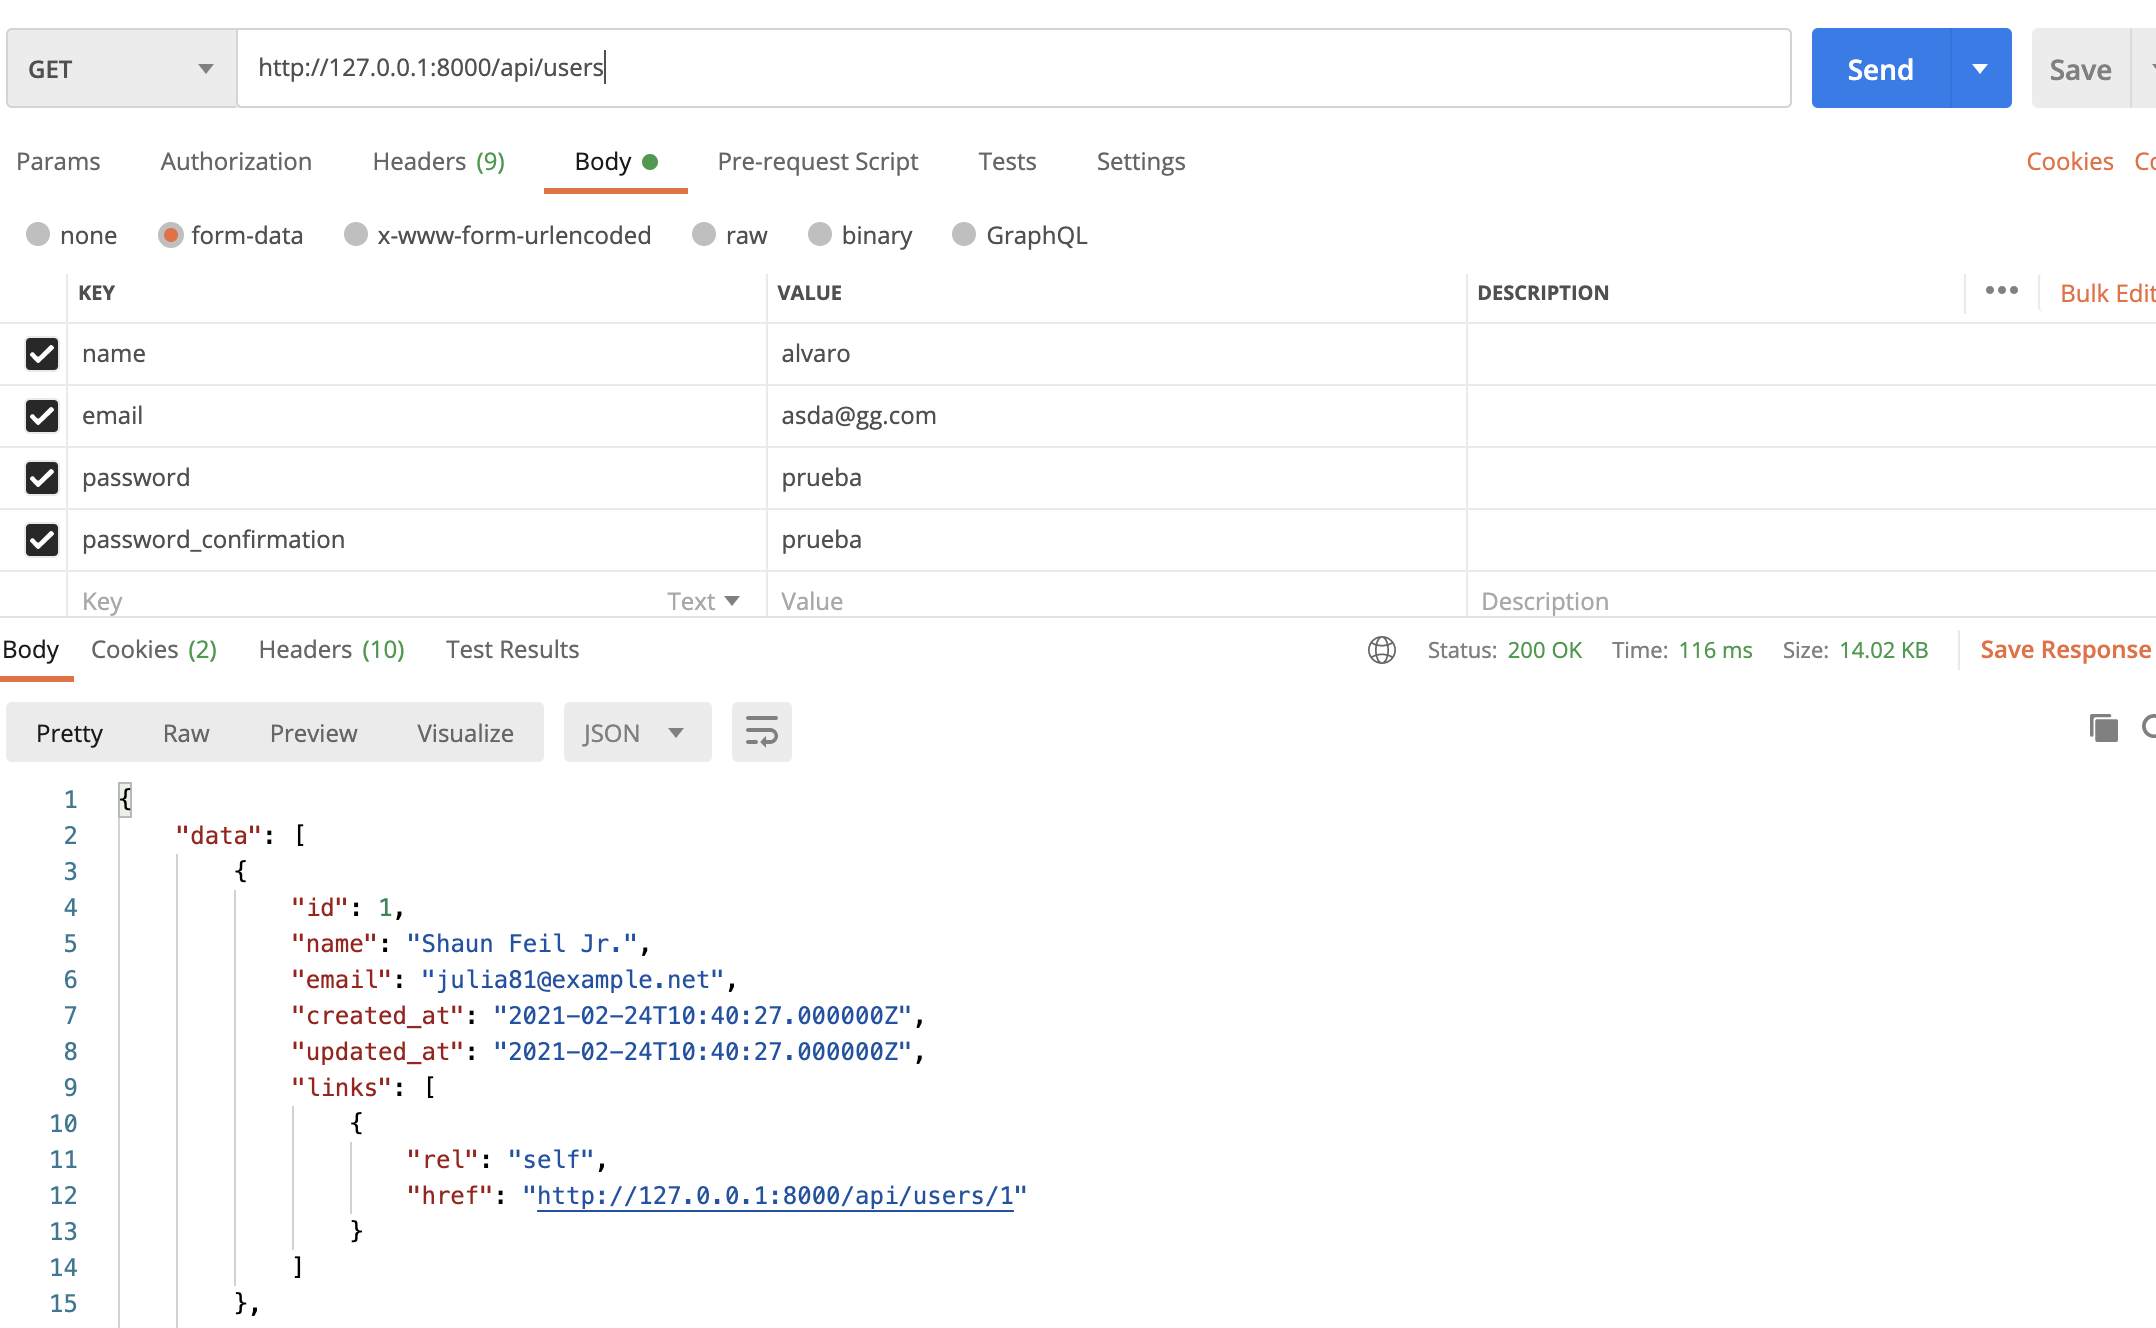 GET http://127.0.0.1:8000/api/users Send Save
Params Authorization Headers (9) Body Pre-request Script Tests Settings Cookies
none form-data x-www-form-urlencoded raw binary GraphQL
KEY VALUE DESCRIPTION ••• Bulk Edit
name alvaro
email asda@gg.com
password prueba
password_confirmation prueba
Key Text Value Description
Body Cookies (2) Headers (10) Test Results Status: 200 OK Time: 116 ms Size: 14.02 KB Save Response
Pretty Raw Preview Visualize JSON
1 {
2 "data": [
3 {
4 "id": 1,
5 "name": "Shaun Feil Jr.",
6 "email": "julia81@example.net",
7 "created_at": "2021-02-24T10:40:27.000000Z",
8 "updated_at": "2021-02-24T10:40:27.000000Z",
9 "links": [
10 {
11 "rel": "self",
12 "href": "http://127.0.0.1:8000/api/users/1"
13 }
14 ]
15 },